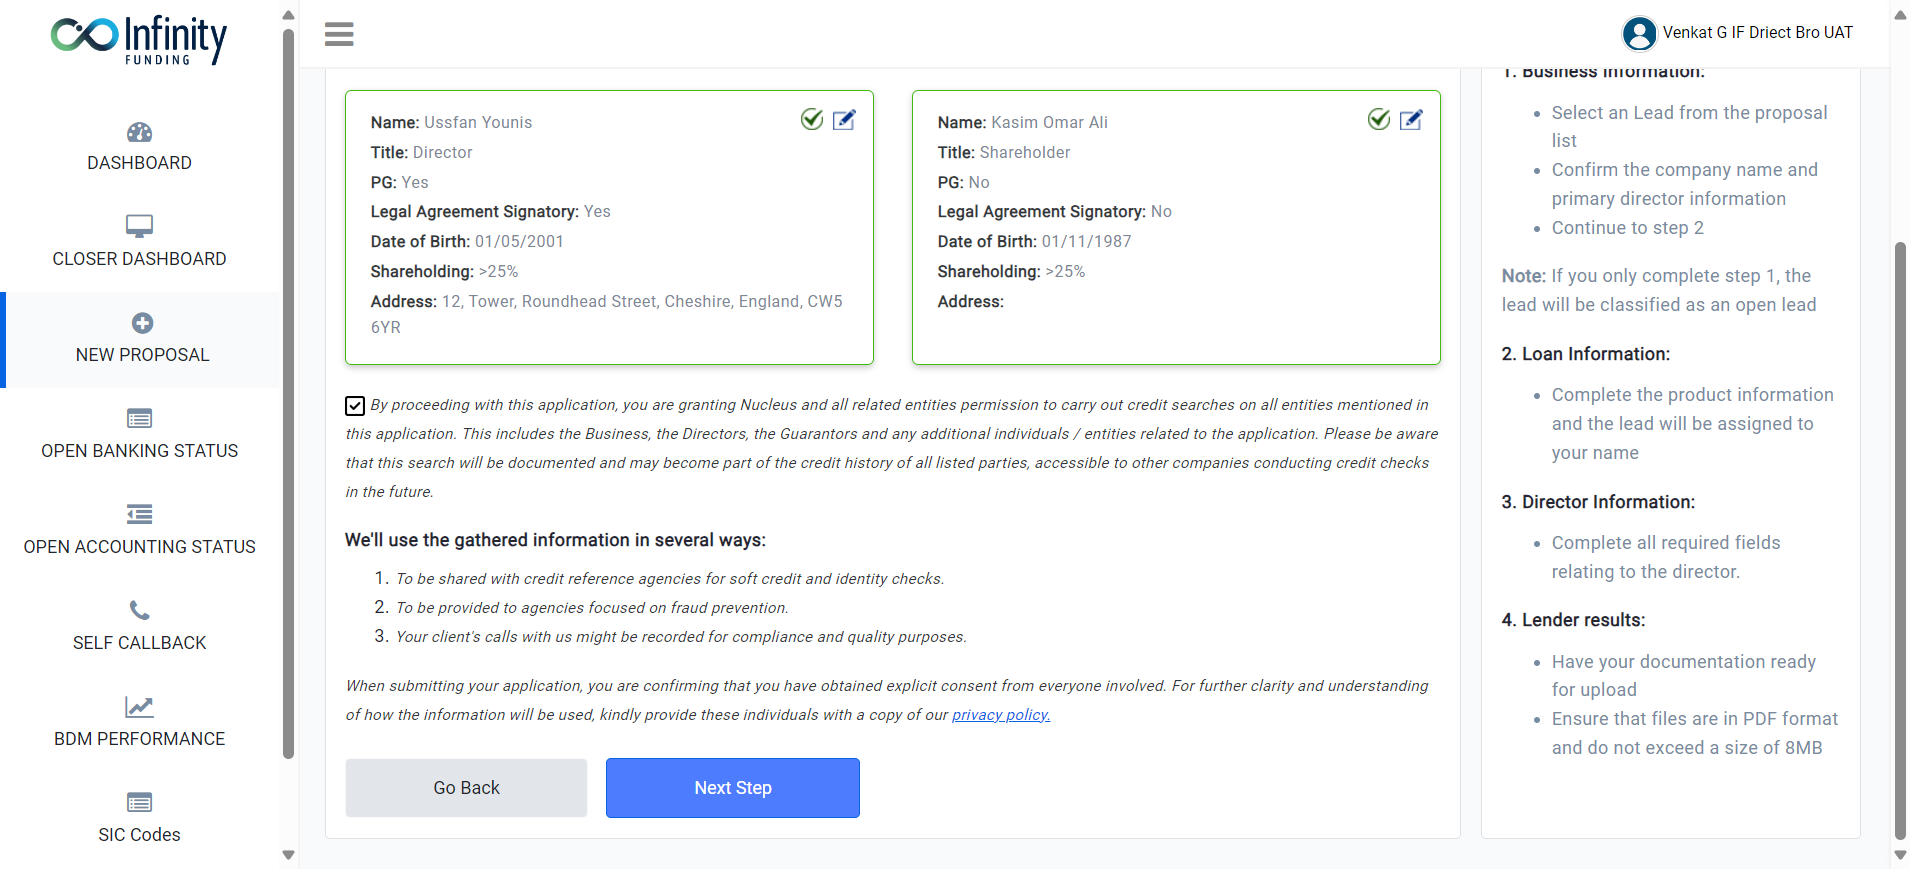 Infinity
FUNDING
DASHBOARD
CLOSER DASHBOARD
NEW PROPOSAL
OPEN BANKING STATUS
OPEN ACCOUNTING STATUS
SELF CALLBACK
BDM PERFORMANCE
SIC Codes
Venkat G IF Driect Bro UAT
Name: Ussfan Younis
Title: Director
PG: Yes
Legal Agreement Signatory: Yes
Date of Birth: 01/05/2001
Shareholding: >25%
Address: 12, Tower, Roundhead Street, Cheshire, England, CW5
6YR
Name: Kasim Omar Ali
Title: Shareholder
PG: No
Legal Agreement Signatory: No
Date of Birth: 01/11/1987
Shareholding: >25%
Address:
By proceeding with this application, you are granting Nucleus and all related entities permission to carry out credit searches on all entities mentioned in
this application. This includes the Business, the Directors, the Guarantors and any additional individuals / entities related to the application. Please be aware
that this search will be documented and may become part of the credit history of all listed parties, accessible to other companies conducting credit checks
in the future.
We'll use the gathered information in several ways:
1. To be shared with credit reference agencies for soft credit and identity checks.
2. To be provided to agencies focused on fraud prevention.
3. Your client's calls with us might be recorded for compliance and quality purposes.
When submitting your application, you are confirming that you have obtained explicit consent from everyone involved. For further clarity and understanding
of how the information will be used, kindly provide these individuals with a copy of our privacy policy.
Go Back
Next Step
1. Business Information:
• Select an Lead from the proposal
list
• Confirm the company name and
primary director information
• Continue to step 2
Note: If you only complete step 1, the
lead will be classified as an open lead
2. Loan Information:
• Complete the product information
and the lead will be assigned to
your name
3. Director Information:
• Complete all required fields
relating to the director.
4. Lender results:
• Have your documentation ready
for upload
• Ensure that files are in PDF format
and do not exceed a size of 8MB